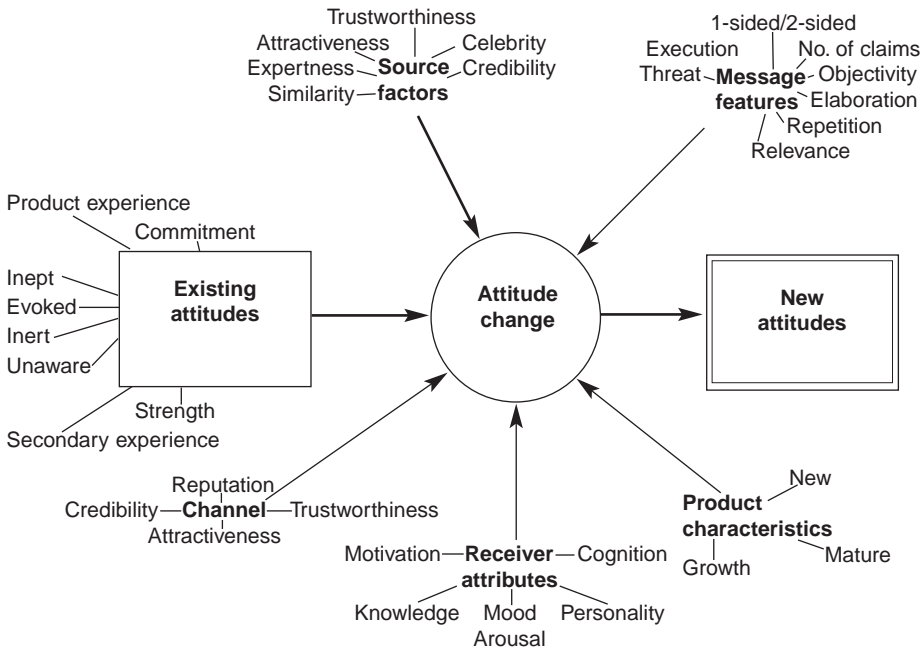 Trustworthiness
Attractiveness
Celebrity
Expertness
Source
factors
Credibility
Similarity
1-sided/2-sided
Execution
No. of claims
Threat
Message
features
Objectivity
Elaboration
Repetition
Relevance
Product experience
Commitment
Inept
Evoked
Inert
Unaware
Existing
attitudes
Strength
Secondary experience
Attitude
change
New
attitudes
Reputation
Credibility
Channel
Trustworthiness
Attractiveness
Motivation
Receiver
attributes
Cognition
Knowledge
Mood
Arousal
Personality
New
Product
characteristics
Growth
Mature